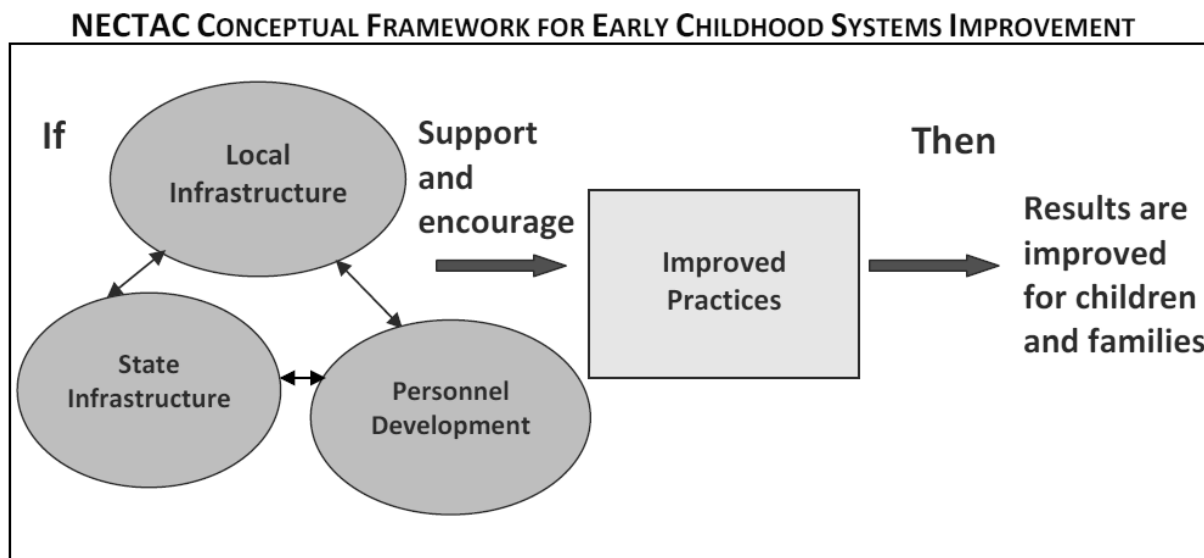 NECTAC CONCEPTUAL FRAMEWORK FOR EARLY CHILDHOOD SYSTEMS IMPROVEMENT
If
Local
Infrastructure
State
Infrastructure
Personnel
Development
Support
and
encourage
Improved
Practices
Then
Results are
improved
for children
and families